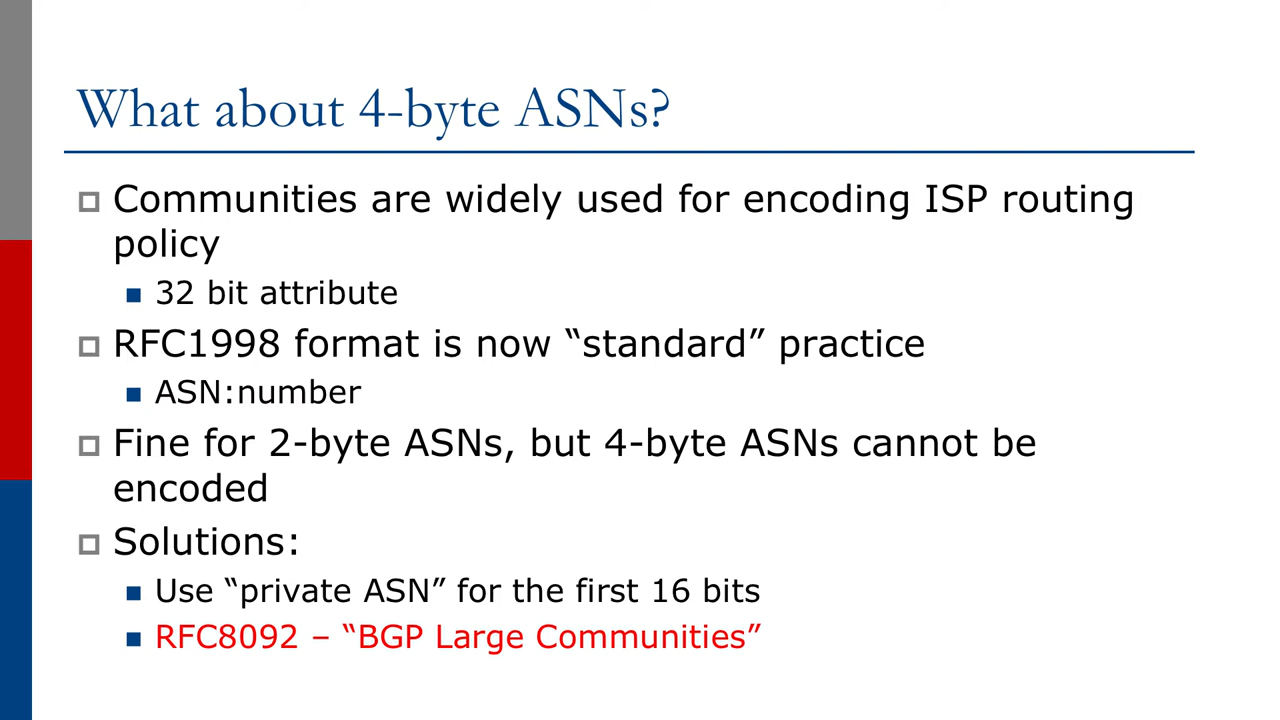 What about 4-byte ASNs?
Communities are widely used for encoding ISP routing
policy
32 bit attribute
RFC1998 format is now “standard” practice
ASN:number
Fine for 2-byte ASNs, but 4-byte ASNs cannot be
encoded
Solutions:
Use “private ASN” for the first 16 bits
RFC8092 – “BGP Large Communities”